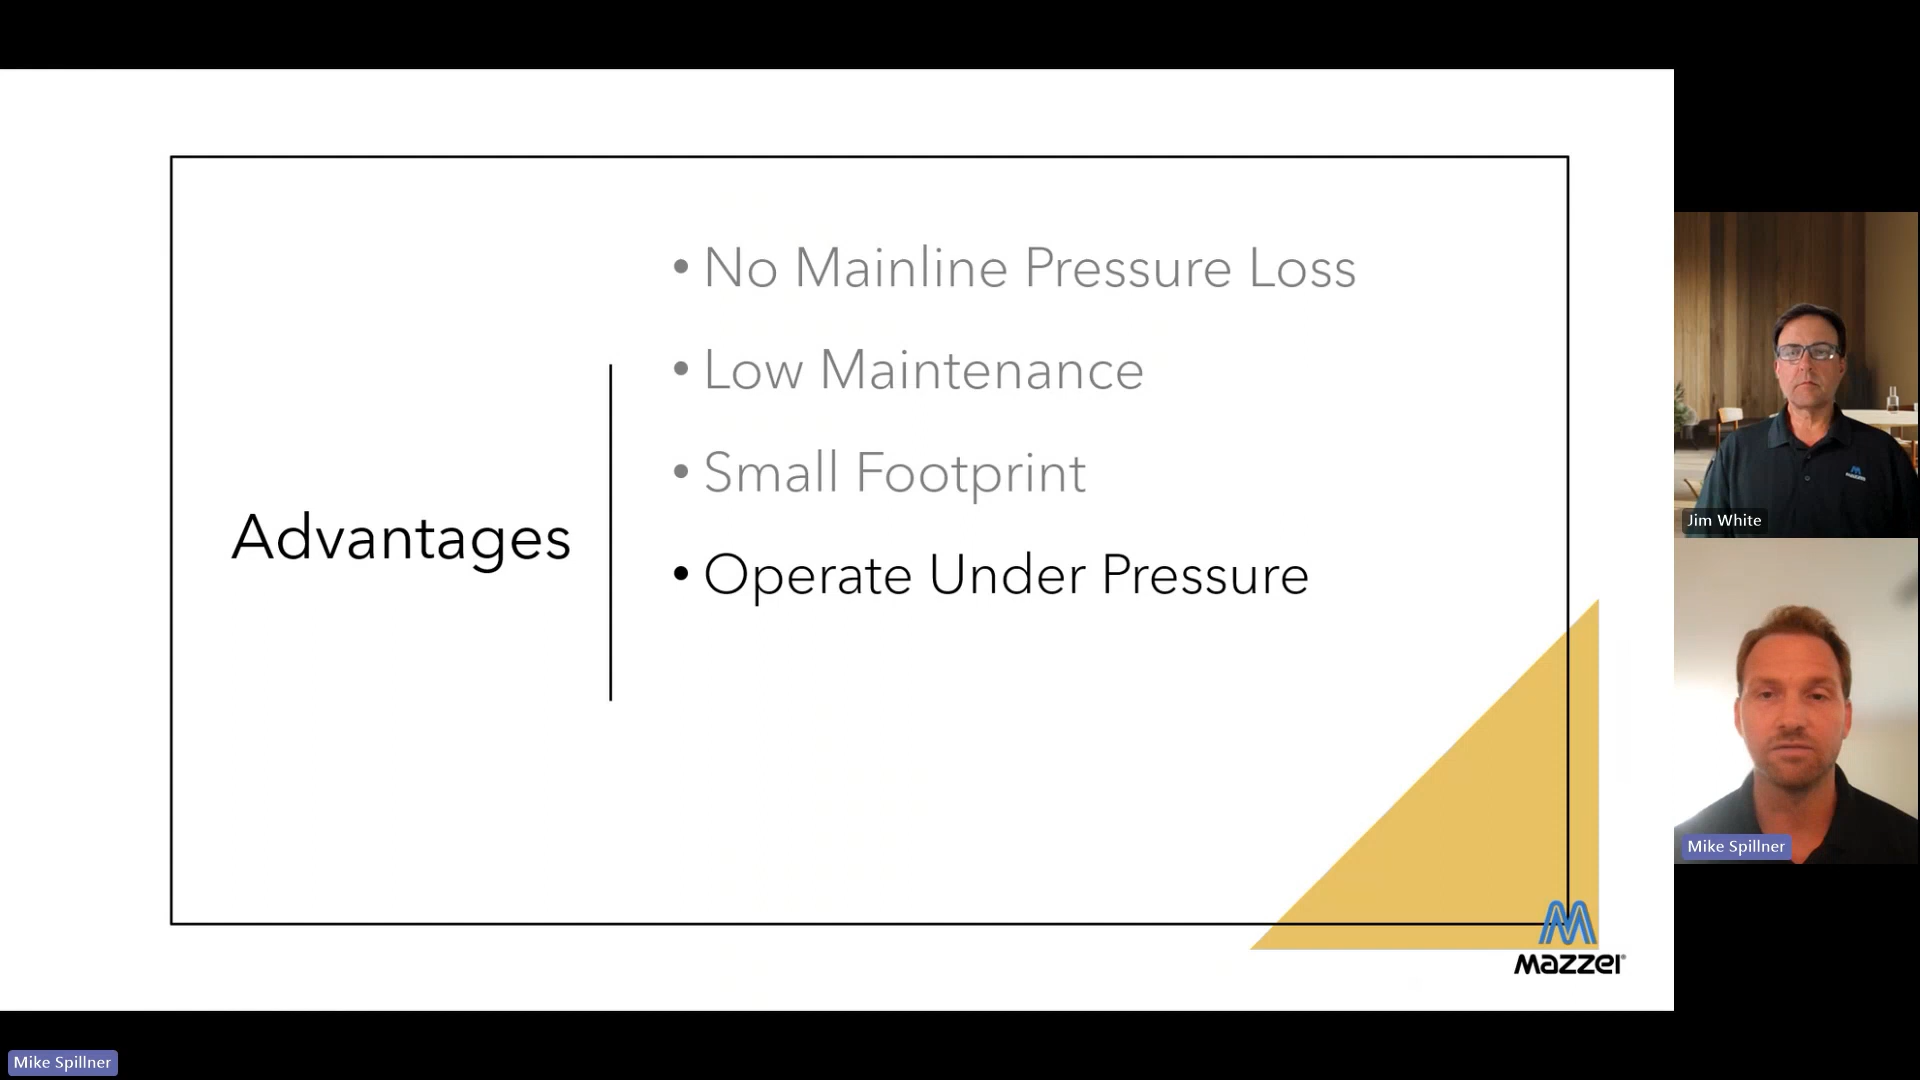 Advantages
• No Mainline Pressure Loss
• Low Maintenance
• Small Footprint
• Operate Under Pressure
mazzei®
Jim White
Mike Spillner
Mike Spillner